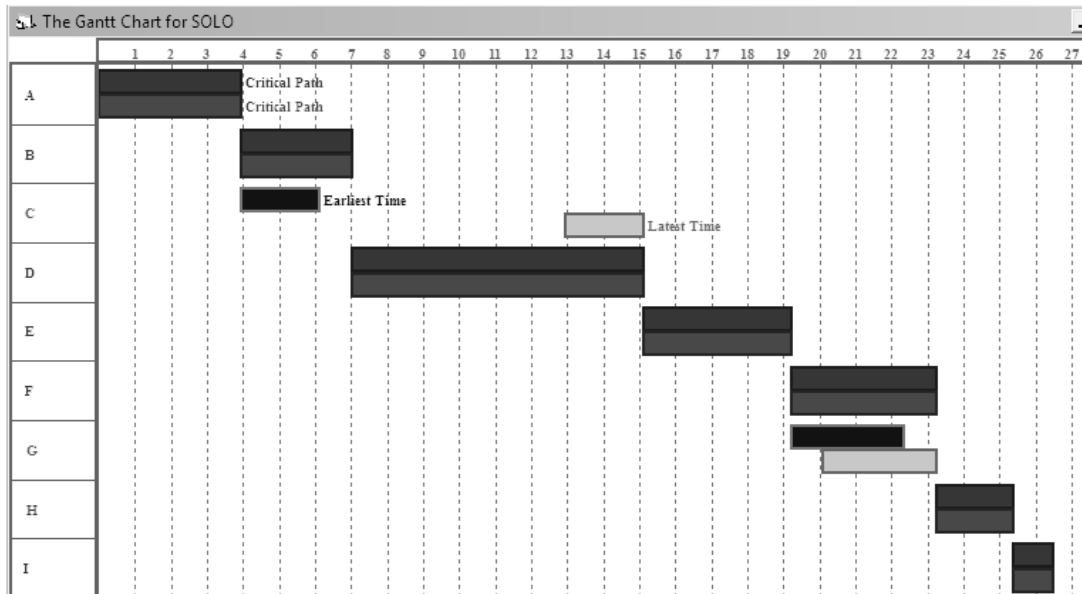 The Gantt Chart for SOLO
1 2 3 4 5 6 7 8 9 10 11 12 13 14 15 16 17 18 19 20 21 22 23 24 25 26 27
A
Critical Path
Critical Path
B
C
Earliest Time
Latest Time
D
E
F
G
H
I